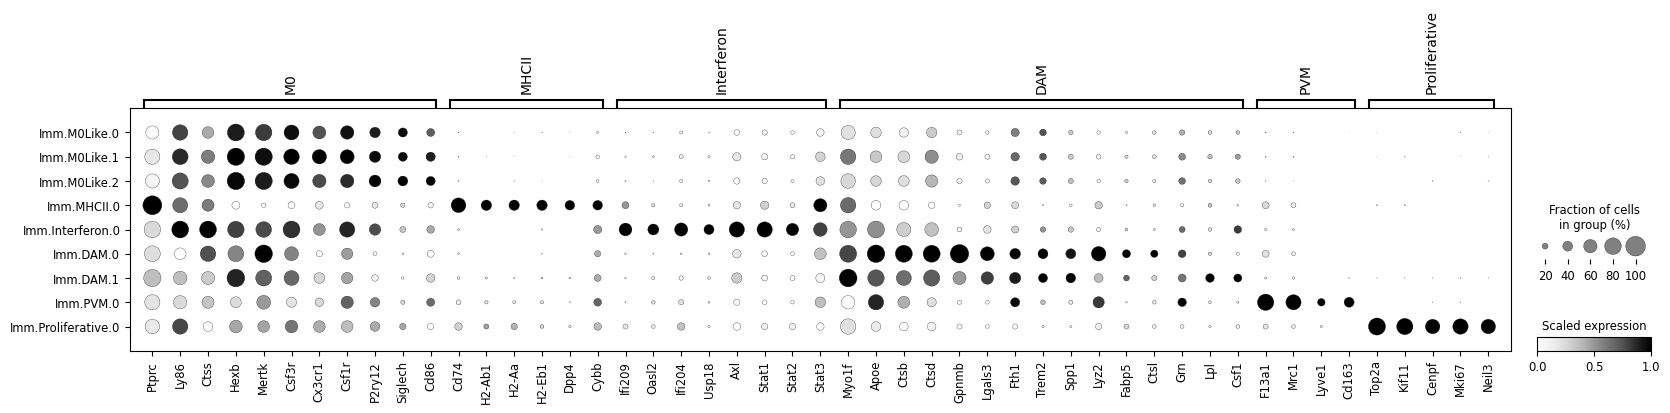 M0
MHCII
Interferon
DAM
PVM
Proliferative
Imm.M0Like.0
Imm.M0Like.1
Imm.M0Like.2
Imm.MHCII.0
Imm.Interferon.0
Imm.DAM.0
Imm.DAM.1
Imm.PVM.0
Imm.Proliferative.0
Ptprc
Ly86
Ctss
Hexb
Mertk
Csf3r
Cx3cr1
Csf1r
P2ry12
Siglech
Cd86
Cd74
H2-Ab1
H2-Aa
H2-Eb1
Dpp4
Cybb
Ifi209
Oasl2
Ifi204
Usp18
Axl
Stat1
Stat2
Stat3
Myo1f
Apoe
Ctsb
Ctsd
Gpnmb
Lgals3
Fth1
Trem2
Spp1
Lyz2
Fabp5
Ctsl
Grn
Lpl
Csf1
F13a1
Mrc1
Lyve1
Cd163
Top2a
Kif11
Cenpf
Mki67
Neil3
Fraction of cells
in group (%)
20 40 60 80 100
Scaled expression
0.0 0.5 1.0